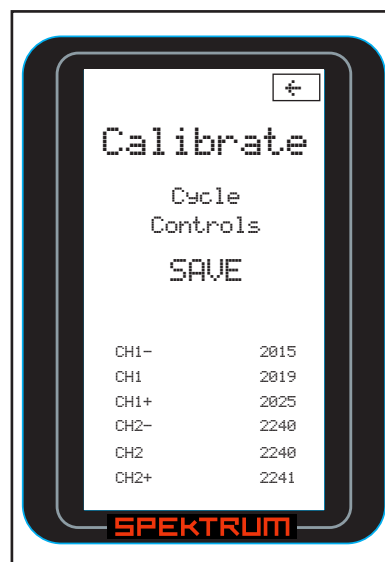 ←
Calibrate
Cycle
Controls
SAVE
CH1- 2015
CH1 2019
CH1+ 2025
CH2- 2240
CH2 2240
CH2+ 2241
SPEKTRUM